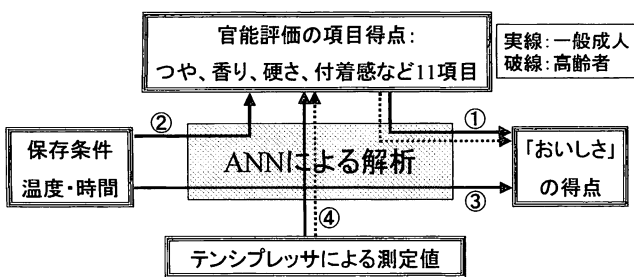 官能評価の項目得点:
つや、香り、硬さ、付着感など11項目
実線:一般成人
破線:高齢者
②
①
保存条件
温度・時間
ANNによる解析
「おいしさ」
の得点
③
④
テンシプレッサによる測定値